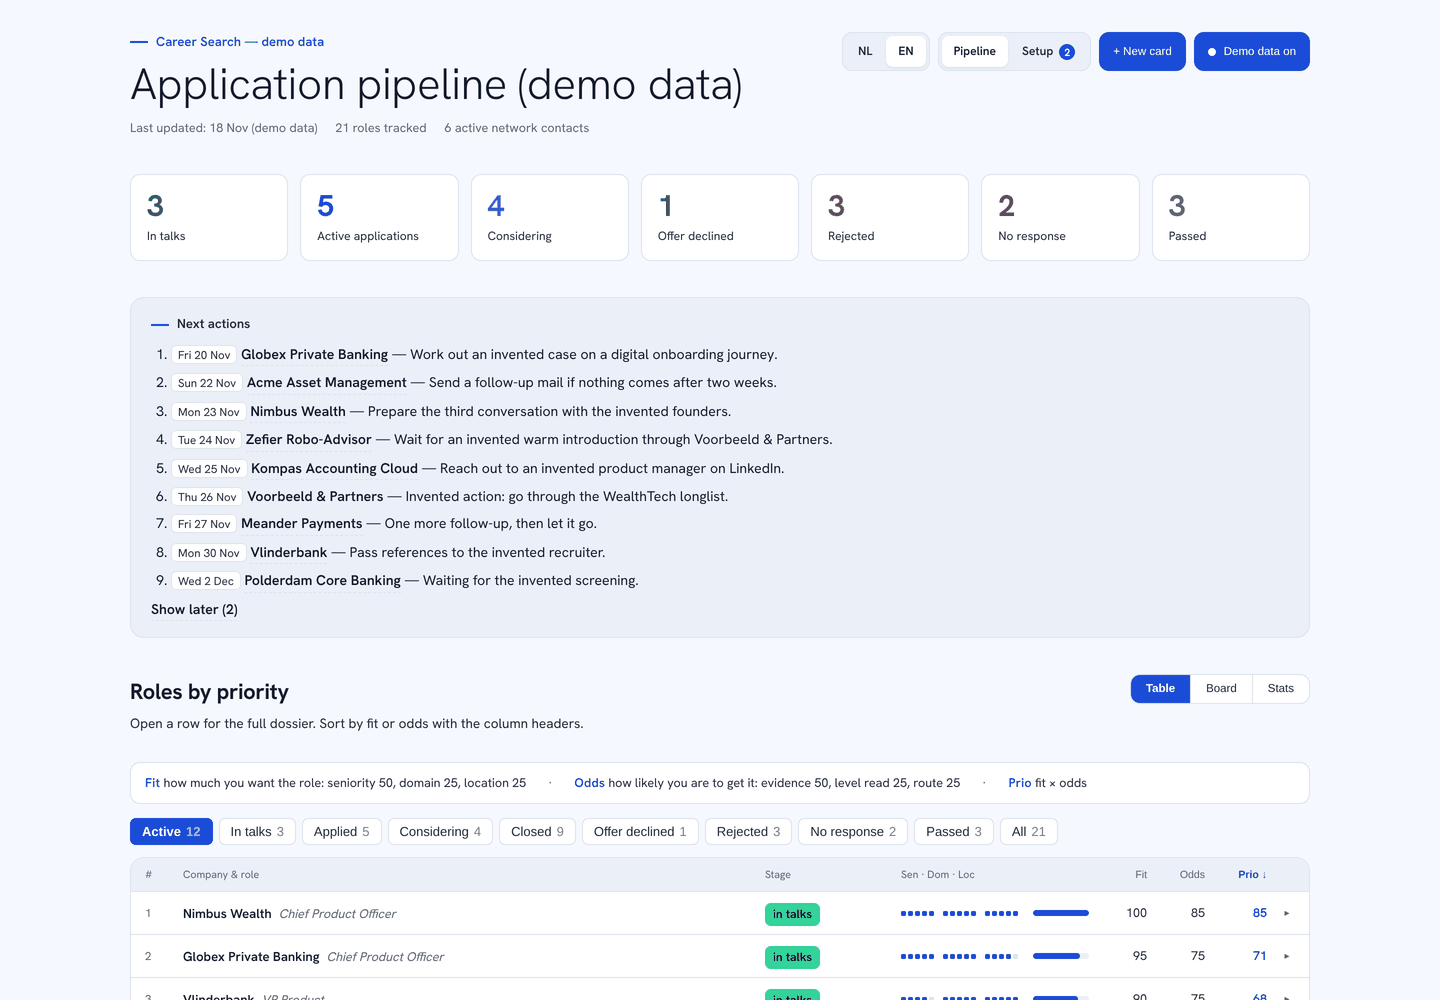 Career Search — demo data
NL EN Pipeline Setup 2 + New card Demo data on
Application pipeline (demo data)
Last updated: 18 Nov (demo data) 21 roles tracked 6 active network contacts
3 5 4 1 3 2 3
In talks Active applications Considering Offer declined Rejected No response Passed
Next actions
1. Fri 20 Nov Globex Private Banking — Work out an invented case on a digital onboarding journey.
2. Sun 22 Nov Acme Asset Management — Send a follow-up mail if nothing comes after two weeks.
3. Mon 23 Nov Nimbus Wealth — Prepare the third conversation with the invented founders.
4. Tue 24 Nov Zefier Robo-Advisor — Wait for an invented warm introduction through Voorbeeld & Partners.
5. Wed 25 Nov Kompas Accounting Cloud — Reach out to an invented product manager on LinkedIn.
6. Thu 26 Nov Voorbeeld & Partners — Invented action: go through the WealthTech longlist.
7. Fri 27 Nov Meander Payments — One more follow-up, then let it go.
8. Mon 30 Nov Vlinderbank — Pass references to the invented recruiter.
9. Wed 2 Dec Polderdam Core Banking — Waiting for the invented screening.
Show later (2)
Roles by priority
Table Board Stats
Open a row for the full dossier. Sort by fit or odds with the column headers.
Fit how much you want the role: seniority 50, domain 25, location 25 · Odds how likely you are to get it: evidence 50, level read 25, route 25 · Prio fit × odds
Active 12 In talks 3 Applied 5 Considering 4 Closed 9 Offer declined 1 Rejected 3 No response 2 Passed 3 All 21
# Company & role Stage Sen · Dom · Loc Fit Odds Prio ↓
1 Nimbus Wealth Chief Product Officer in talks 100 85 85 ▸
2 Globex Private Banking Chief Product Officer in talks 95 75 71 ▸
3 Vlinderbank VP Product in talks 90 75 68